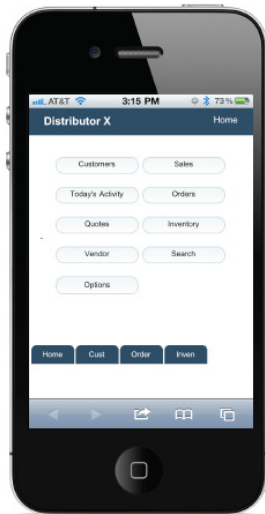 AT&T 3:15 PM 73%
Distributor X Home
Customers Sales
Today's Activity Orders
Quotes Inventory
Vendor Search
Options
Home Cust Order Inven